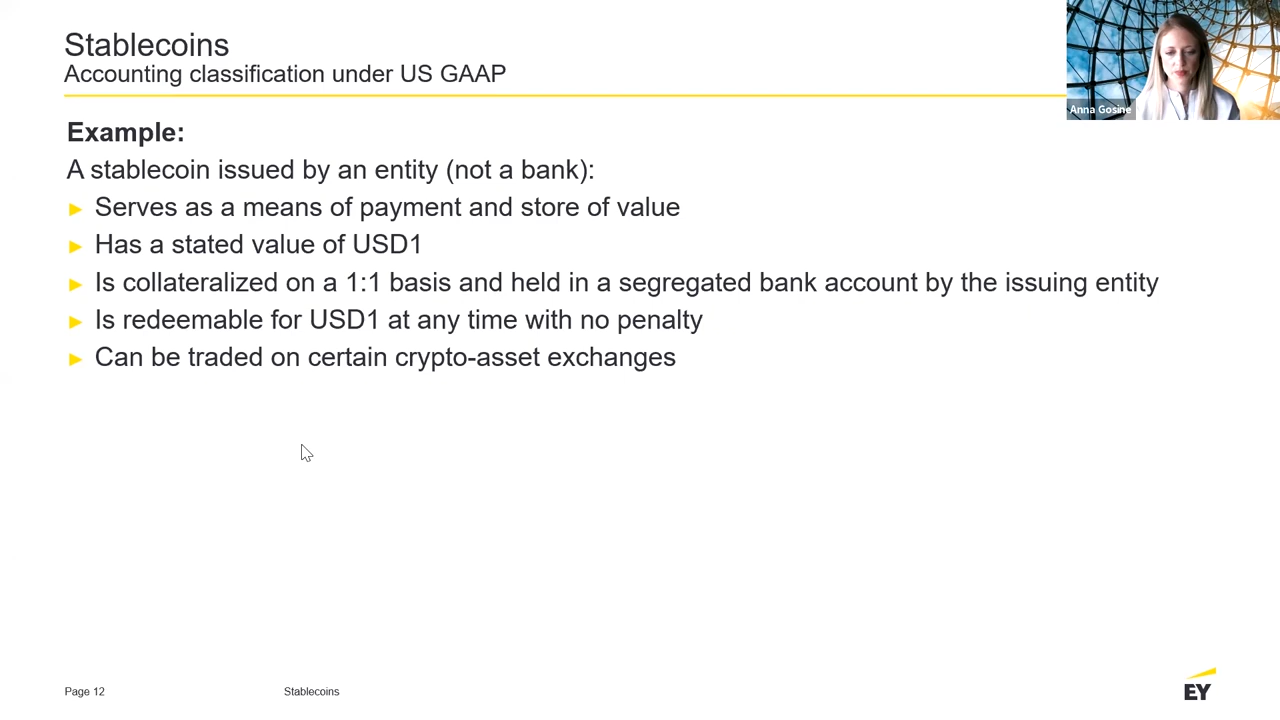 Stablecoins
Accounting classification under US GAAP
Anna Gosine
Example:
A stablecoin issued by an entity (not a bank):
► Serves as a means of payment and store of value
► Has a stated value of USD1
► Is collateralized on a 1:1 basis and held in a segregated bank account by the issuing entity
► Is redeemable for USD1 at any time with no penalty
► Can be traded on certain crypto-asset exchanges
Page 12
Stablecoins
EY